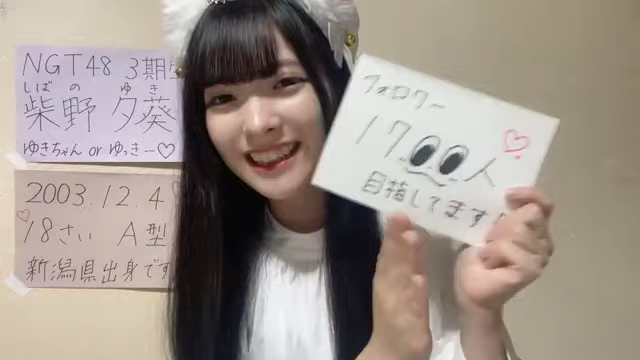 NGT48 3期生
しばの ゆき
柴野 夕葵
ゆきちゃん or ゆっきー♡
2003.12.4
18さい A型
新潟県出身です
フォロワー
1700人
目指してます!